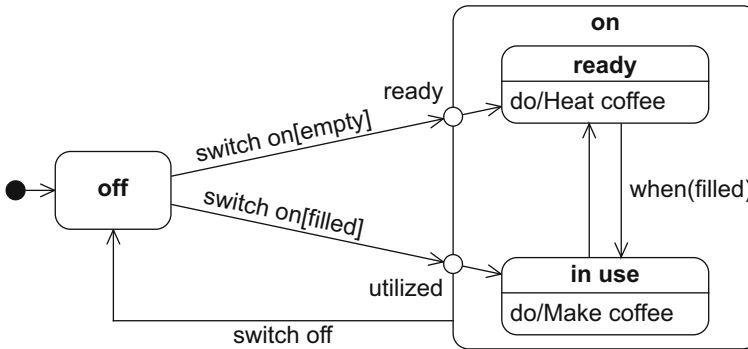 on
ready
do/Heat coffee
ready
switch on[empty]
off
when(filled)
switch on[filled]
in use
utilized
do/Make coffee
switch off